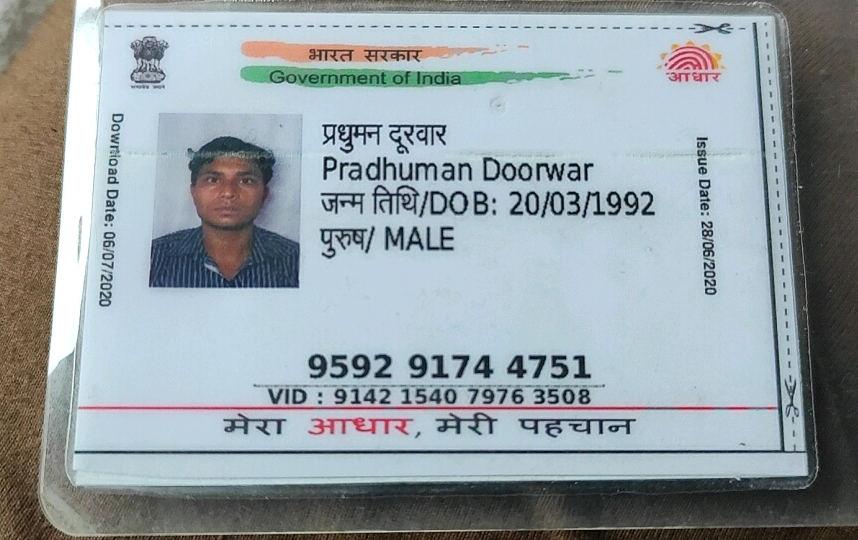 भारत सरकार
Government of India
आधार
Download Date: 06/07/2020
प्रधुमन दूरवार
Pradhuman Doorwar
जन्म तिथि/DOB: 20/03/1992
पुरुष/ MALE
Issue Date: 28/06/2020
9592 9174 4751
VID : 9142 1540 7976 3508
मेरा आधार, मेरी पहचान